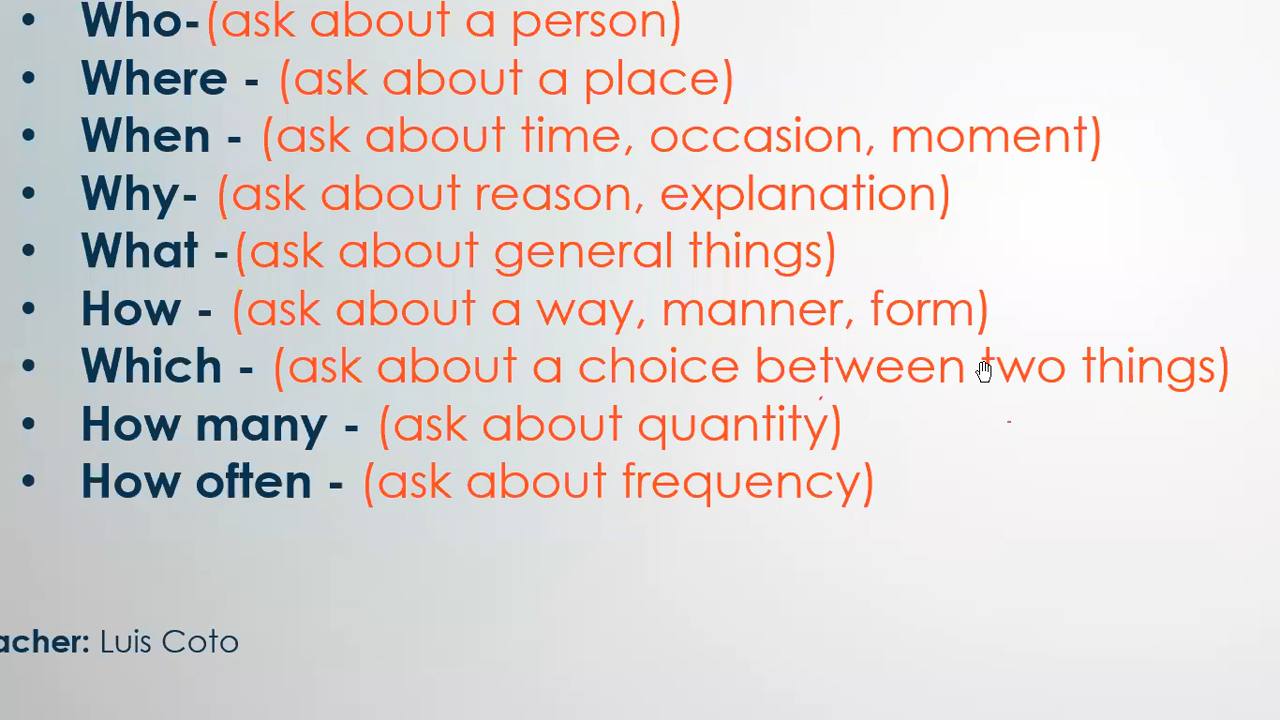 • Who-(ask about a person)
• Where - (ask about a place)
• When - (ask about time, occasion, moment)
• Why- (ask about reason, explanation)
• What -(ask about general things)
• How - (ask about a way, manner, form)
• Which - (ask about a choice between two things)
• How many - (ask about quantity)
• How often - (ask about frequency)
acher: Luis Coto